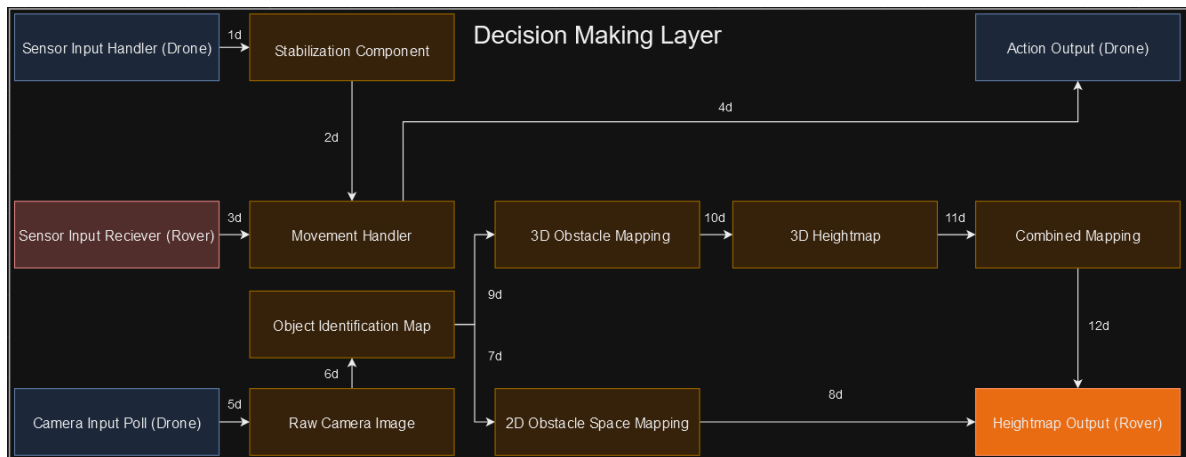 Decision Making Layer
Sensor Input Handler (Drone)
1d
Stabilization Component
Action Output (Drone)
2d
4d
Sensor Input Reciever (Rover)
3d
Movement Handler
3D Obstacle Mapping
10d
3D Heightmap
11d
Combined Mapping
9d
Object Identification Map
7d
12d
6d
Camera Input Poll (Drone)
5d
Raw Camera Image
2D Obstacle Space Mapping
8d
Heightmap Output (Rover)